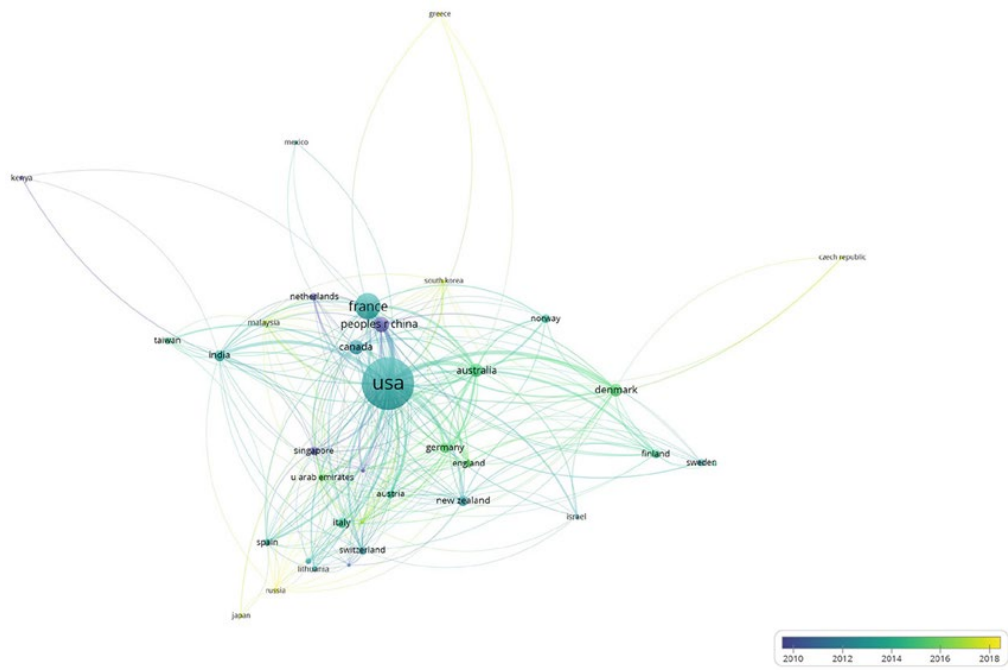 greece
mexico
kenya
czech republic
south korea
netherlands
france
malaysia
peoples r china
norway
taiwan
canada
india
australia
usa
denmark
germany
singapore
finland
england
sweden
u arab emirates
austria
new zealand
israel
italy
spain
switzerland
lithuania
russia
japan
2010 2012 2014 2016 2018